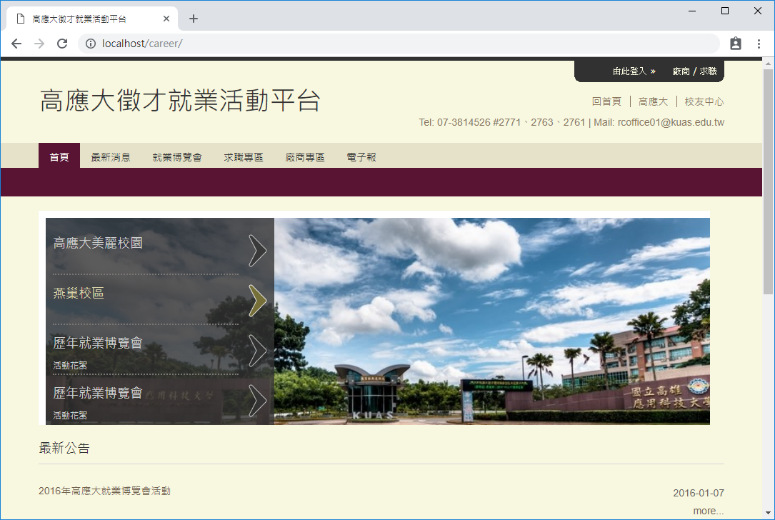 高應大徵才就業活動平台
localhost/career/
由此登入 » 廠商 / 求職
高應大徵才就業活動平台
回首頁 | 高應大 | 校友中心
Tel: 07-3814526 #2771、2763、2761 | Mail: rcoffice01@kuas.edu.tw
首頁 最新消息 就業博覽會 求職專區 廠商專區 電子報
高應大美麗校園
燕巢校區
歷年就業博覽會
活動花絮
歷年就業博覽會
活動花絮
KUAS
國立高雄
應用科技大學
最新公告
2016年高應大就業博覽會活動 2016-01-07
more...